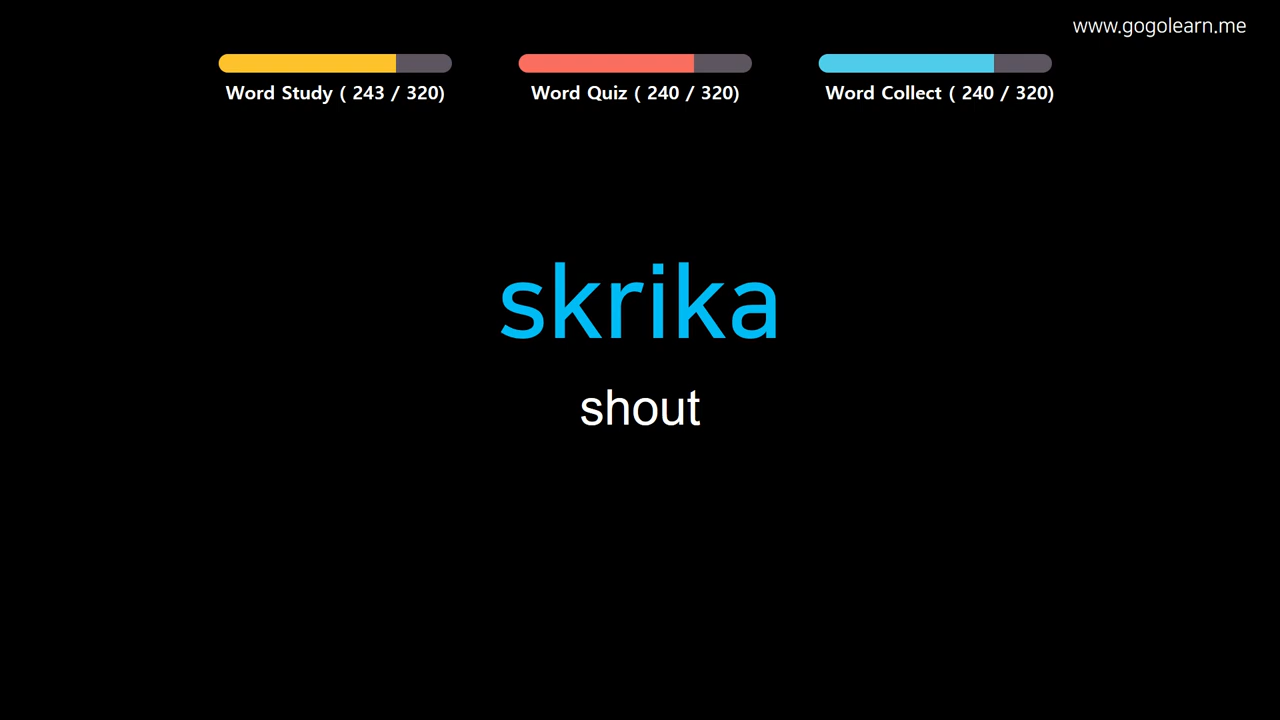 www.gogolearn.me
Word Study ( 243 / 320)
Word Quiz ( 240 / 320)
Word Collect ( 240 / 320)
skrika
shout